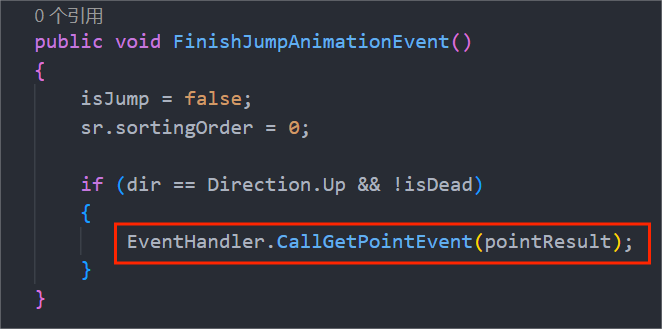 0 个引用
public void FinishJumpAnimationEvent()
{
isJump = false;
sr.sortingOrder = 0;
if (dir == Direction.Up && !isDead)
{
EventHandler.CallGetPointEvent(pointResult);
}
}